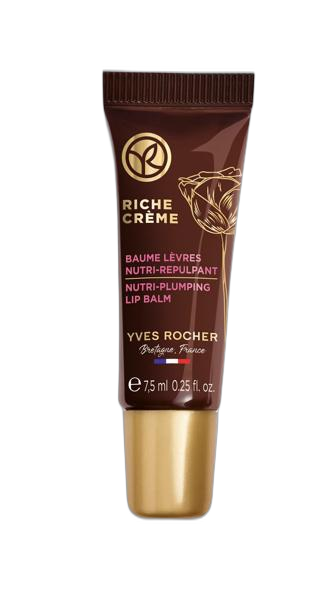 RICHE
CRÈME
BAUME LÈVRES
NUTRI-REPULPANT
NUTRI-PLUMPING
LIP BALM
YVES ROCHER
Bretagne, France
℮ 7,5 ml 0.25 fl. oz.